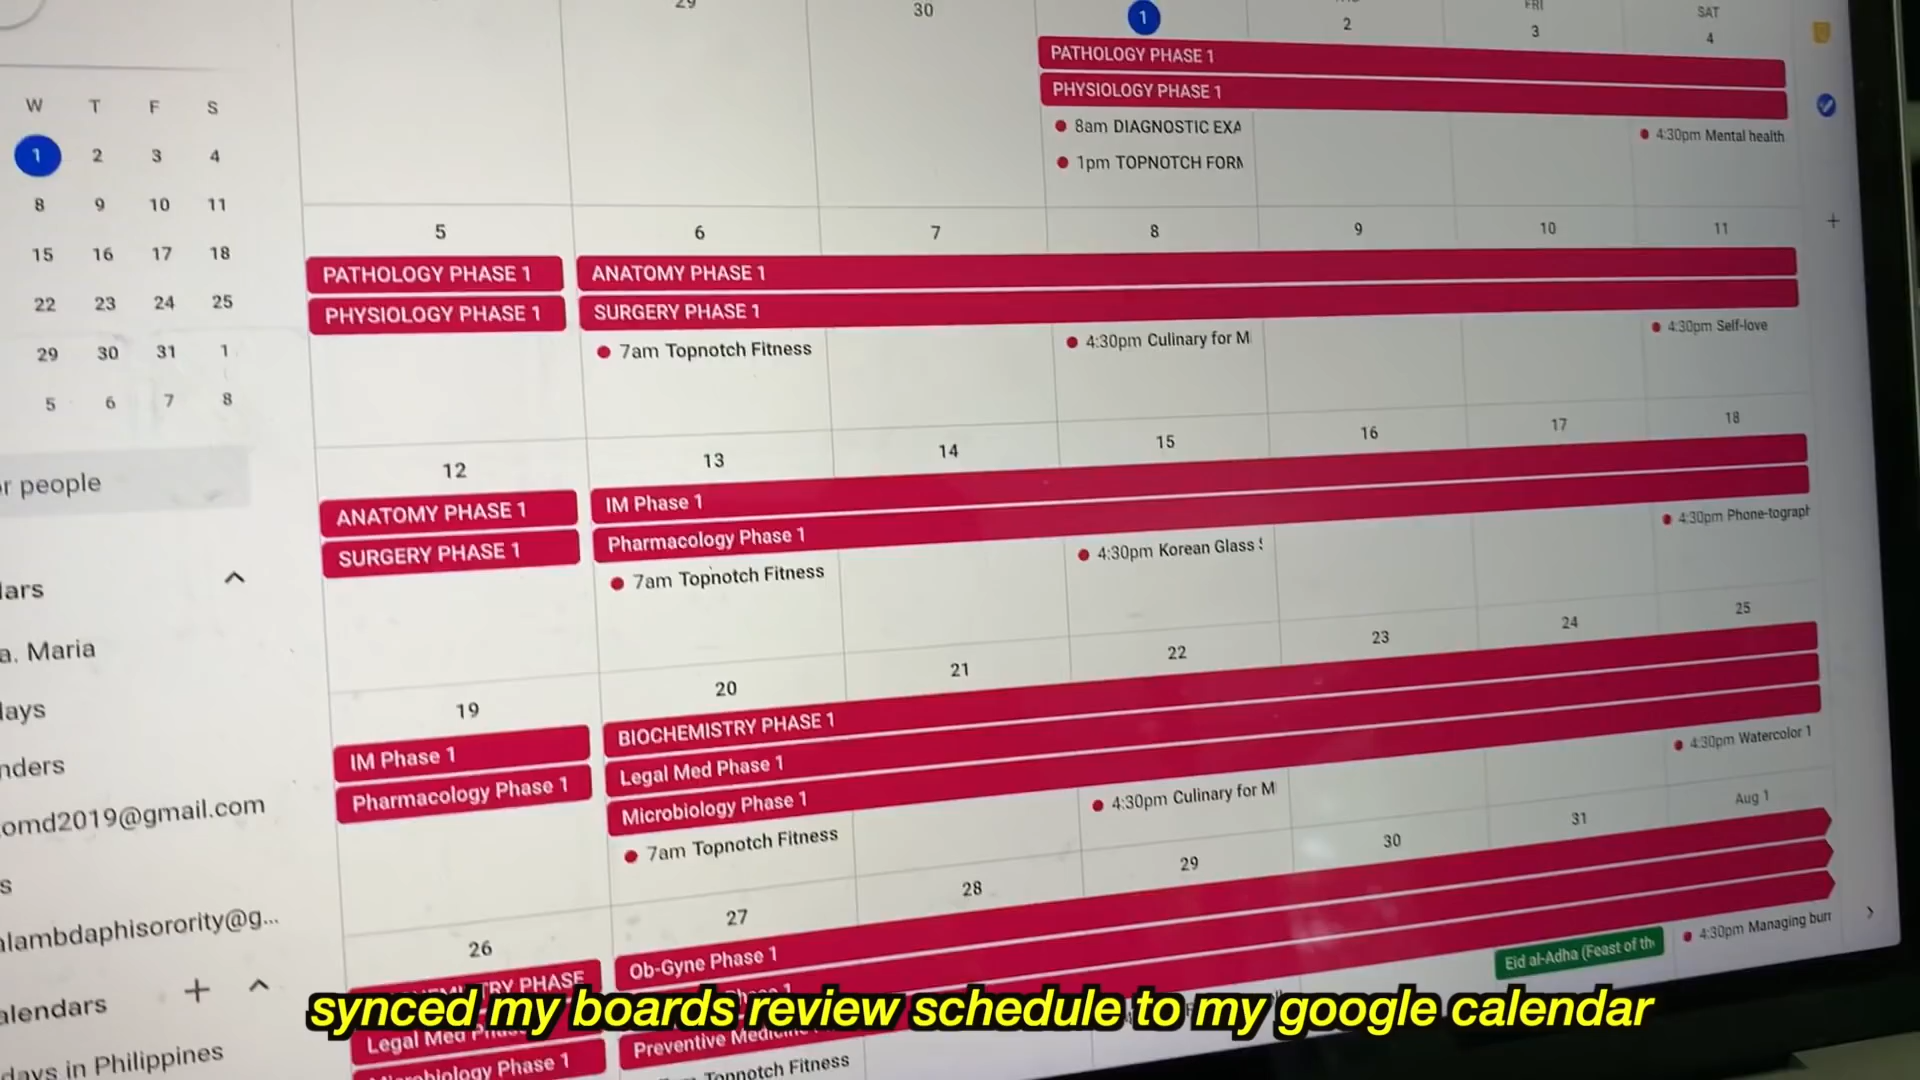 29
30
1
2
FRI
3
SAT
4
PATHOLOGY PHASE 1
PHYSIOLOGY PHASE 1
8am DIAGNOSTIC EXA
1pm TOPNOTCH FORM
4:30pm Mental health
W T F S
1 2 3 4
8 9 10 11
15 16 17 18
22 23 24 25
29 30 31 1
5 6 7 8
or people
a. Maria
omd2019@gmail.com
lambdaphisorority@g...
days in Philippines
5 6 7 8 9 10 11
PATHOLOGY PHASE 1
ANATOMY PHASE 1
PHYSIOLOGY PHASE 1
SURGERY PHASE 1
7am Topnotch Fitness
4:30pm Culinary for M
4:30pm Self-love
12 13 14 15 16 17 18
ANATOMY PHASE 1
IM Phase 1
SURGERY PHASE 1
Pharmacology Phase 1
7am Topnotch Fitness
4:30pm Korean Glass S
4:30pm Phone-tograph
19 20 21 22 23 24 25
IM Phase 1
BIOCHEMISTRY PHASE 1
Pharmacology Phase 1
Legal Med Phase 1
Microbiology Phase 1
7am Topnotch Fitness
4:30pm Culinary for M
4:30pm Watercolor 1
26 27 28 29 30 31 Aug 1
Ob-Gyne Phase 1
Legal Med
Preventive Medicine
Phase 1
Topnotch Fitness
Eid al-Adha (Feast of the
4:30pm Managing burn
synced my boards review schedule to my google calendar